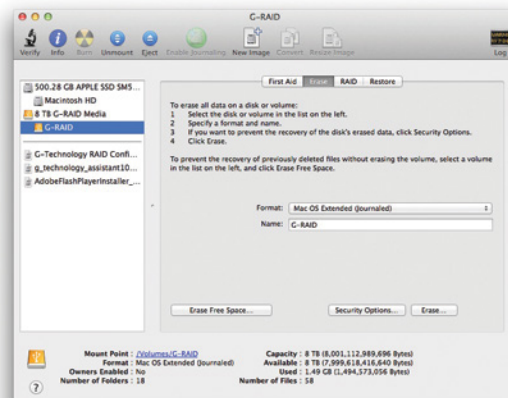 G-RAID
Verify Info Burn Unmount Eject Enable Journaling New Image Convert Resize Image Log
500.28 GB APPLE SSD SM5...
Macintosh HD
8 TB G-RAID Media
G-RAID
G-Technology RAID Confi...
g_technology_assistant10...
AdobeFlashPlayerInstaller_...
First Aid Erase RAID Restore
To erase all data on a disk or volume:
1 Select the disk or volume in the list on the left.
2 Specify a format and name.
3 If you want to prevent the recovery of the disk's erased data, click Security Options.
4 Click Erase.
To prevent the recovery of previously deleted files without erasing the volume, select a volume
in the list on the left, and click Erase Free Space.
Format: Mac OS Extended (Journaled)
Name: G-RAID
Erase Free Space... Security Options... Erase...
Mount Point : /Volumes/G-RAID
Format : Mac OS Extended (Journaled)
Owners Enabled : No
Number of Folders : 18
Capacity : 8 TB (8,001,112,989,696 Bytes)
Available : 8 TB (7,999,618,416,640 Bytes)
Used : 1.49 GB (1,494,573,056 Bytes)
Number of Files : 58
?